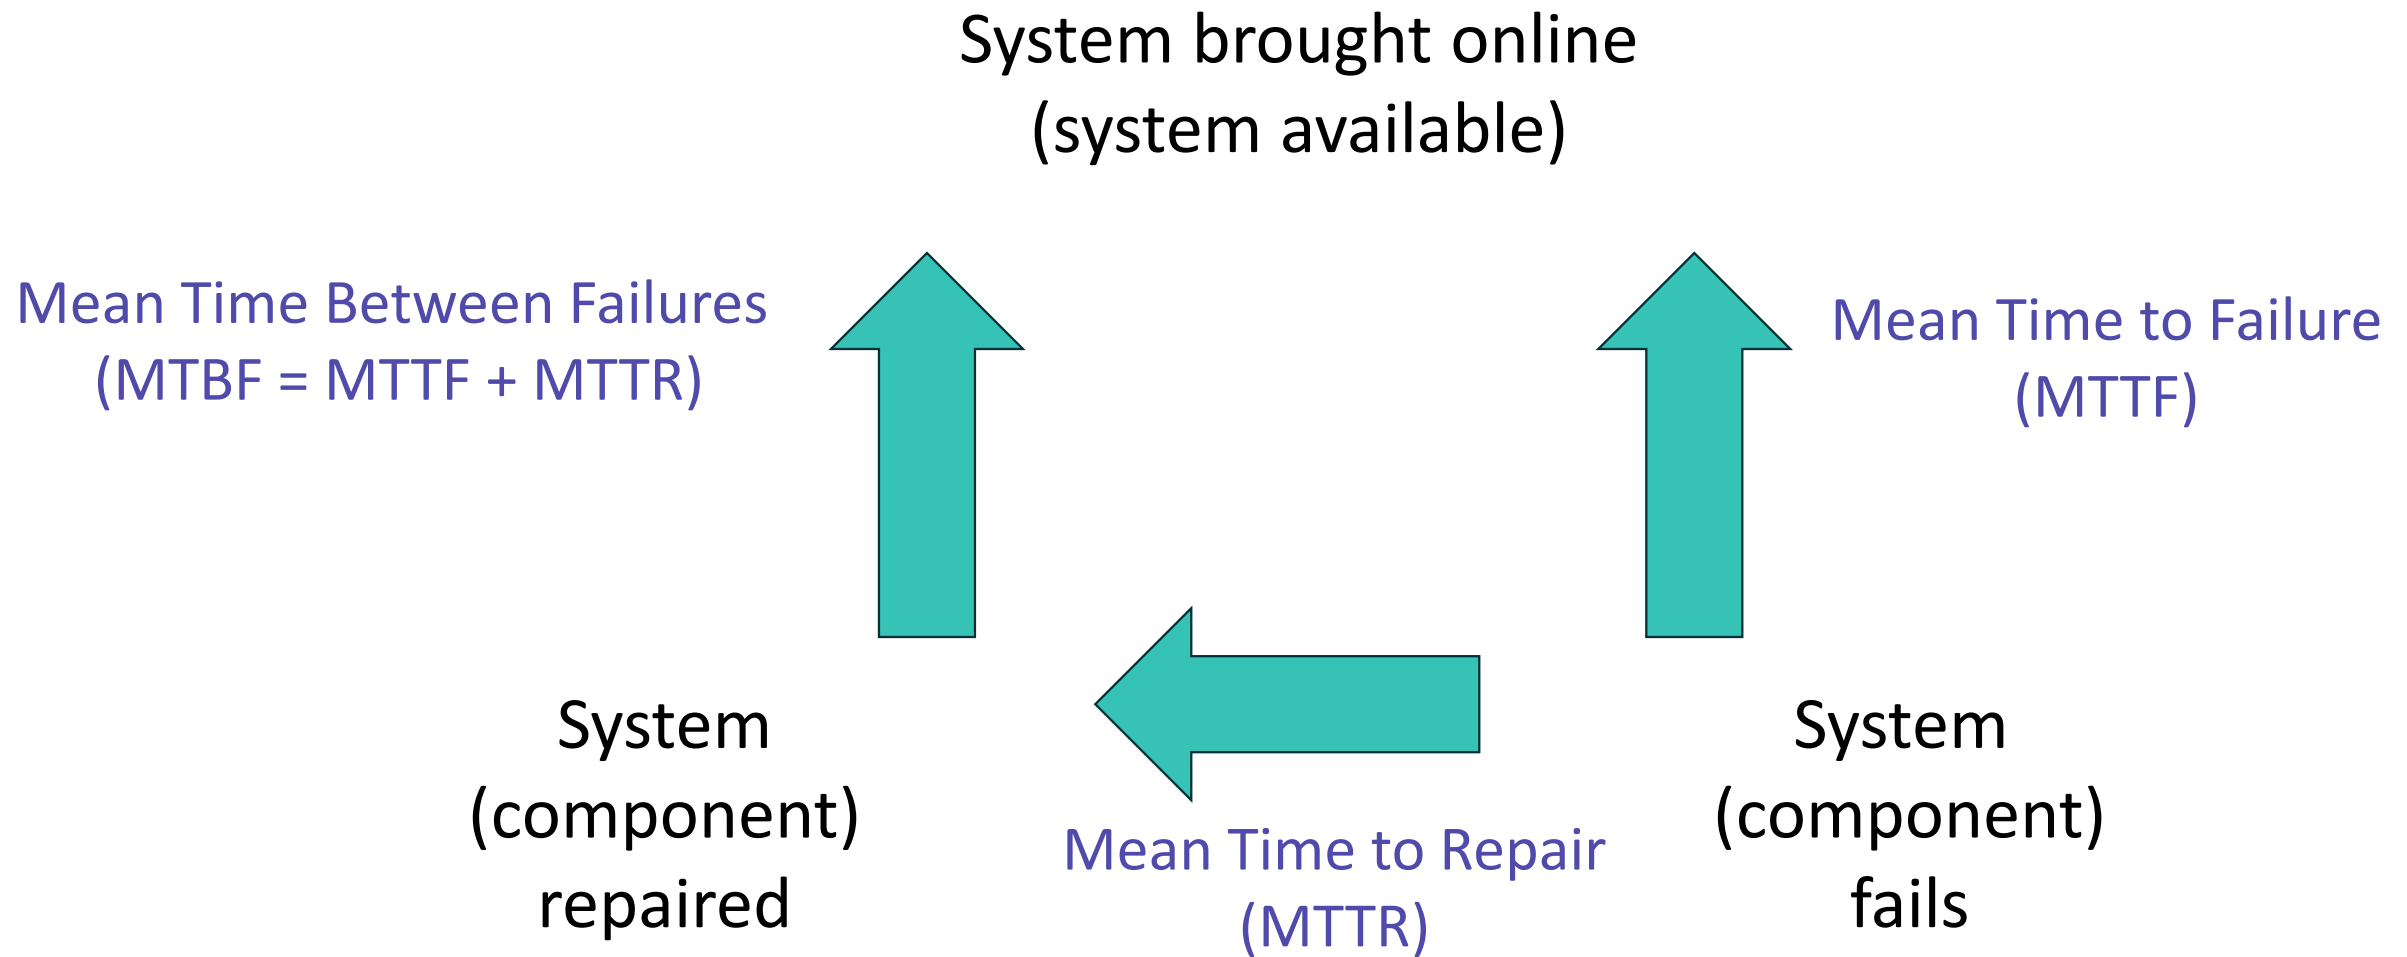 System brought online
(system available)
Mean Time Between Failures
(MTBF = MTTF + MTTR)
Mean Time to Failure
(MTTF)
System
(component)
repaired
Mean Time to Repair
(MTTR)
System
(component)
fails